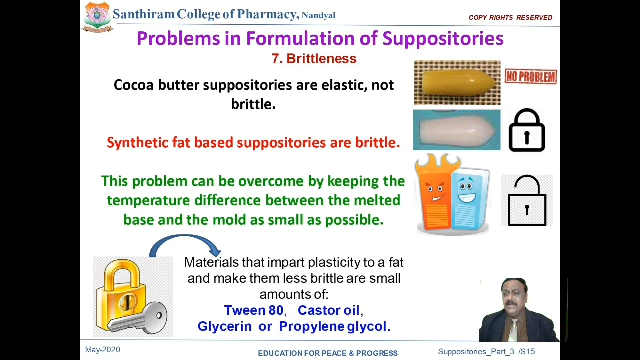 Santhiram College of Pharmacy, Nandyal
COPY RIGHTS RESERVED
Problems in Formulation of Suppositories
7. Brittleness
Cocoa butter suppositories are elastic, not
brittle.
NO PROBLEM
Synthetic fat based suppositories are brittle.
This problem can be overcome by keeping the
temperature difference between the melted
base and the mold as small as possible.
Materials that impart plasticity to a fat
and make them less brittle are small
amounts of:
Tween 80, Castor oil,
Glycerin or Propylene glycol.
May-2020
EDUCATION FOR PEACE & PROGRESS
Suppositories_Part_3 /S15